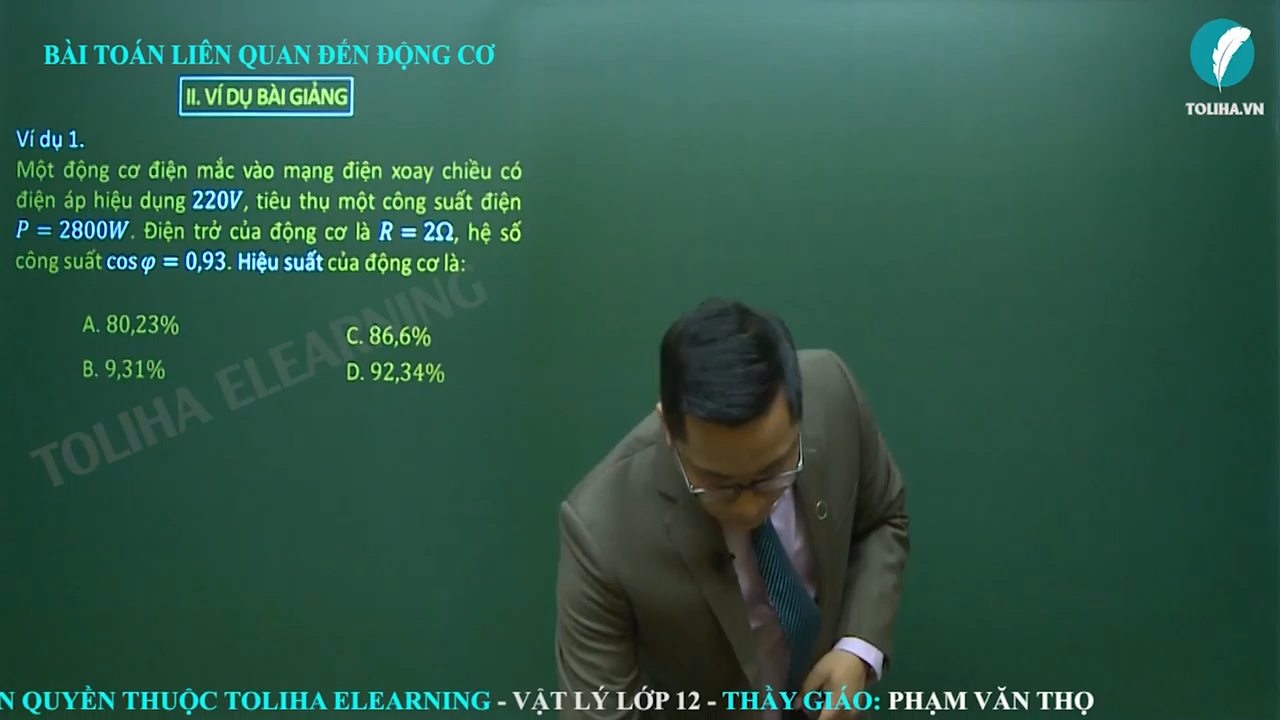 BÀI TOÁN LIÊN QUAN ĐẾN ĐỘNG CƠ
TOLIHA.VN
II. VÍ DỤ BÀI GIẢNG
Ví dụ 1.
Một động cơ điện mắc vào mạng điện xoay chiều có
điện áp hiệu dụng 220V, tiêu thụ một công suất điện
P = 2800W. Điện trở của động cơ là R = 2Ω, hệ số
công suất cos φ = 0,93. Hiệu suất của động cơ là:
A. 80,23%
C. 86,6%
B. 9,31%
D. 92,34%
TOLIHA ELEARNING
N QUYỀN THUỘC TOLIHA ELEARNING - VẬT LÝ LỚP 12 - THẦY GIÁO: PHẠM VĂN THỌ